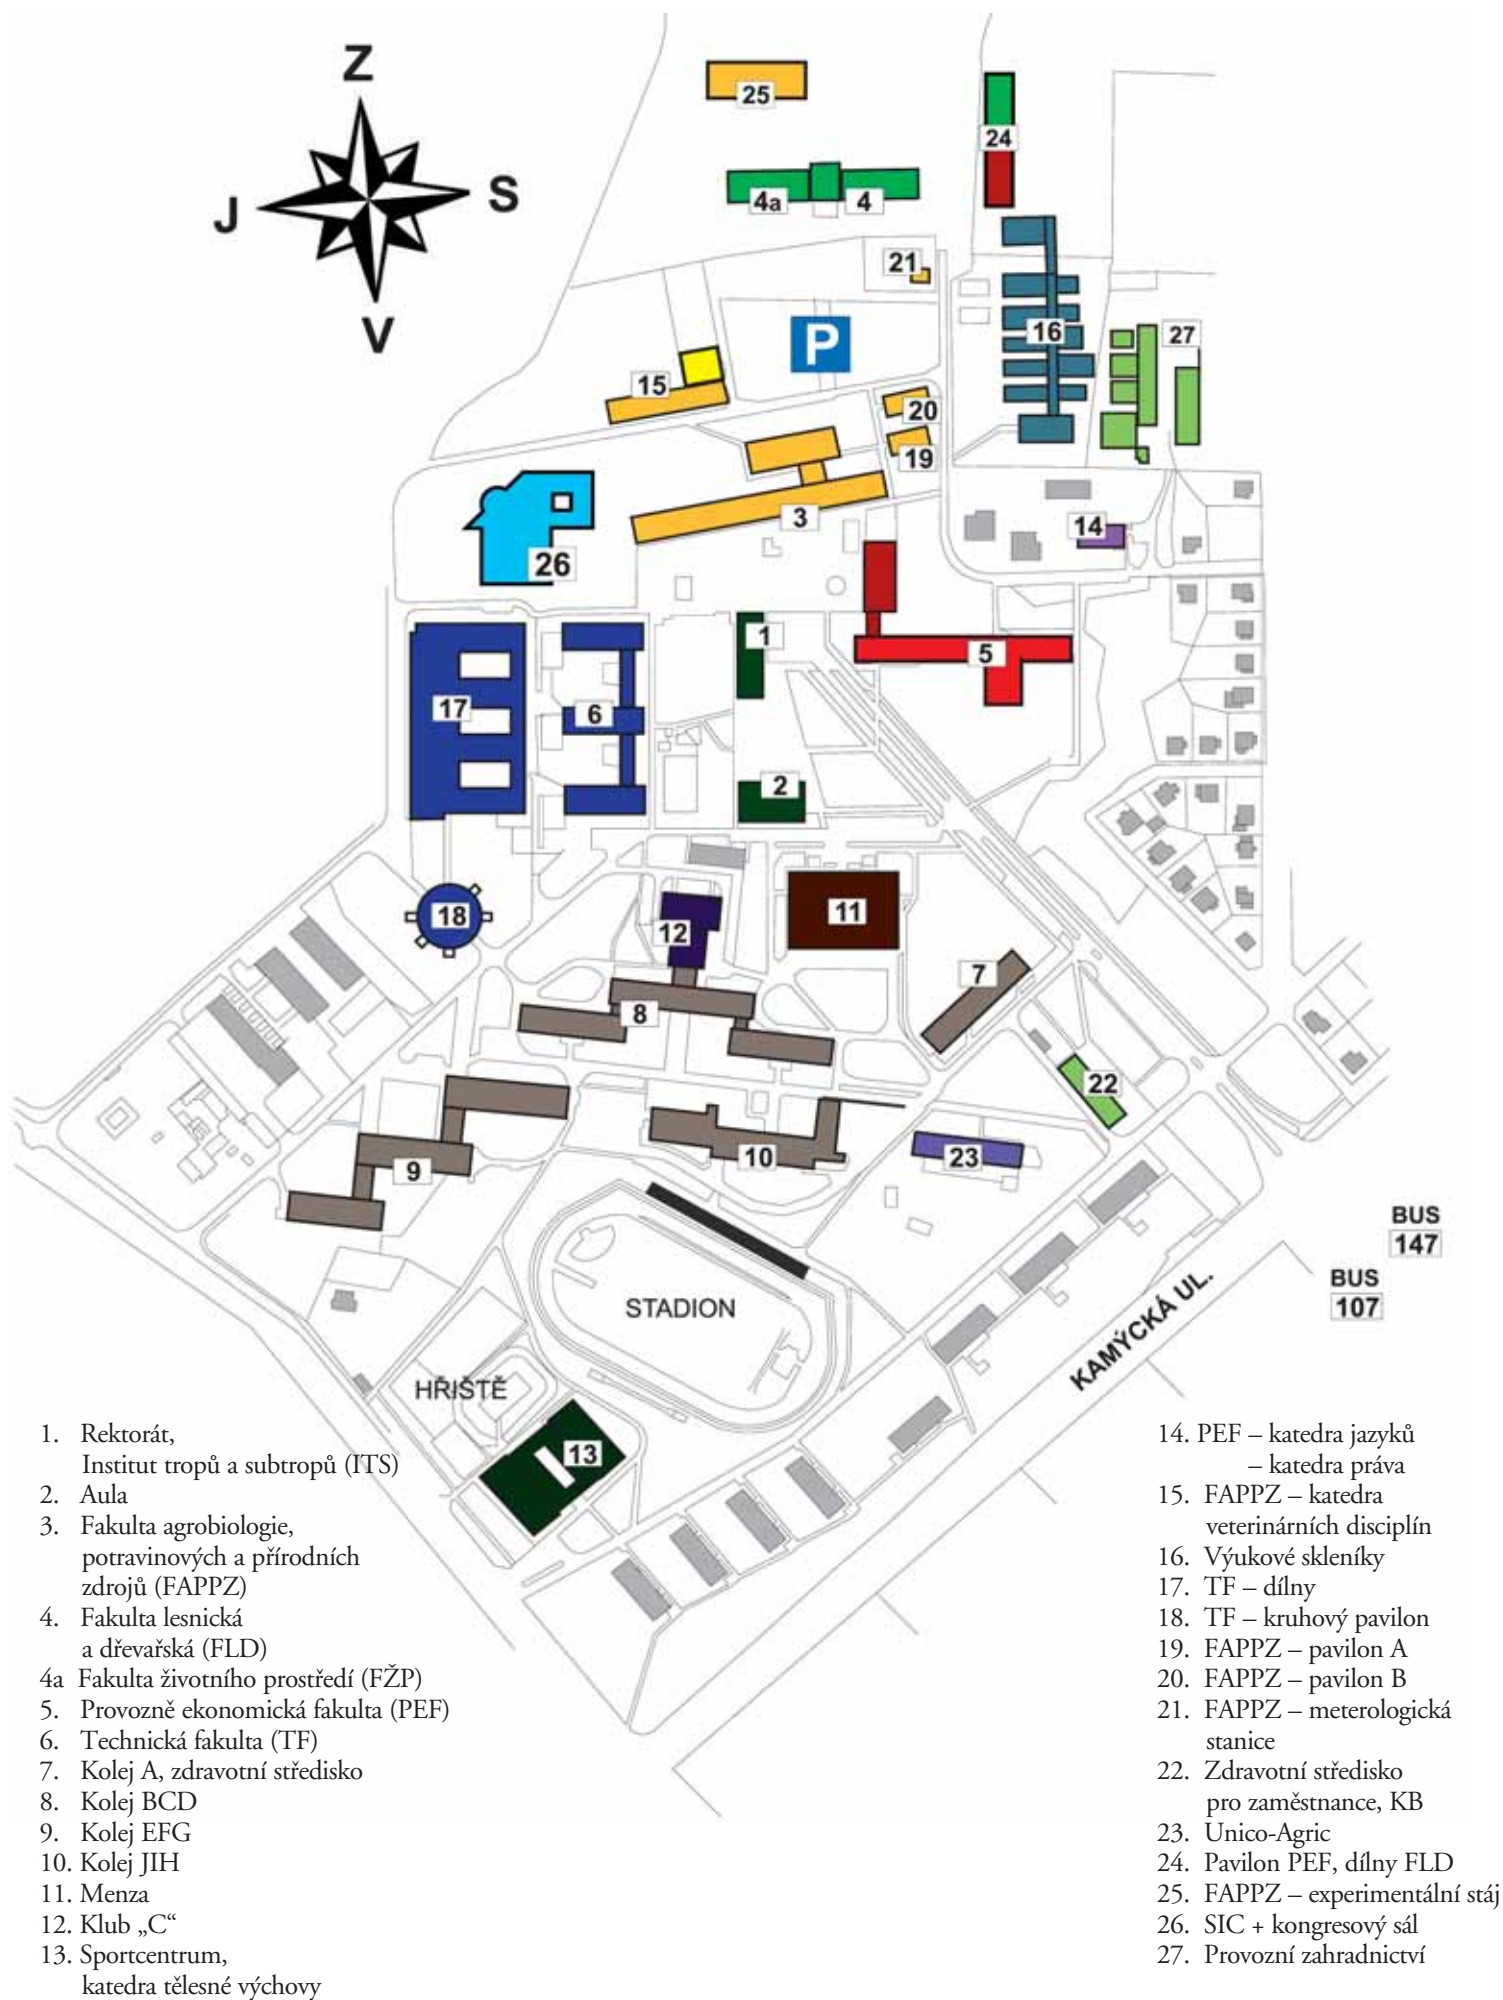 Z
J
S
V
25
24
4a
4
21
P
16
27
15
20
19
3
14
26
1
5
17
6
2
18
12
11
7
8
22
10
23
9
BUS
147
BUS
107
STADION
KAMÝCKÁ UL.
HŘIŠTĚ
13
1. Rektorát,
Institut tropů a subtropů (ITS)
2. Aula
3. Fakulta agrobiologie,
potravinových a přírodních
zdrojů (FAPPZ)
4. Fakulta lesnická
a dřevařská (FLD)
4a Fakulta životního prostředí (FŽP)
5. Provozně ekonomická fakulta (PEF)
6. Technická fakulta (TF)
7. Kolej A, zdravotní středisko
8. Kolej BCD
9. Kolej EFG
10. Kolej JIH
11. Menza
12. Klub „C“
13. Sportcentrum,
katedra tělesné výchovy
14. PEF – katedra jazyků
– katedra práva
15. FAPPZ – katedra
veterinárních disciplín
16. Výukové skleníky
17. TF – dílny
18. TF – kruhový pavilon
19. FAPPZ – pavilon A
20. FAPPZ – pavilon B
21. FAPPZ – meterologická
stanice
22. Zdravotní středisko
pro zaměstnance, KB
23. Unico-Agric
24. Pavilon PEF, dílny FLD
25. FAPPZ – experimentální stáj
26. SIC + kongresový sál
27. Provozní zahradnictví